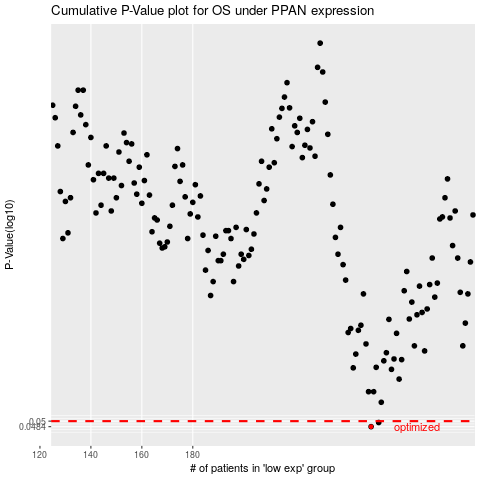 Cumulative P-Value plot for OS under PPAN expression
P-Value(log10)
0.05
0.0484
optimized
120 140 160 180
# of patients in 'low exp' group